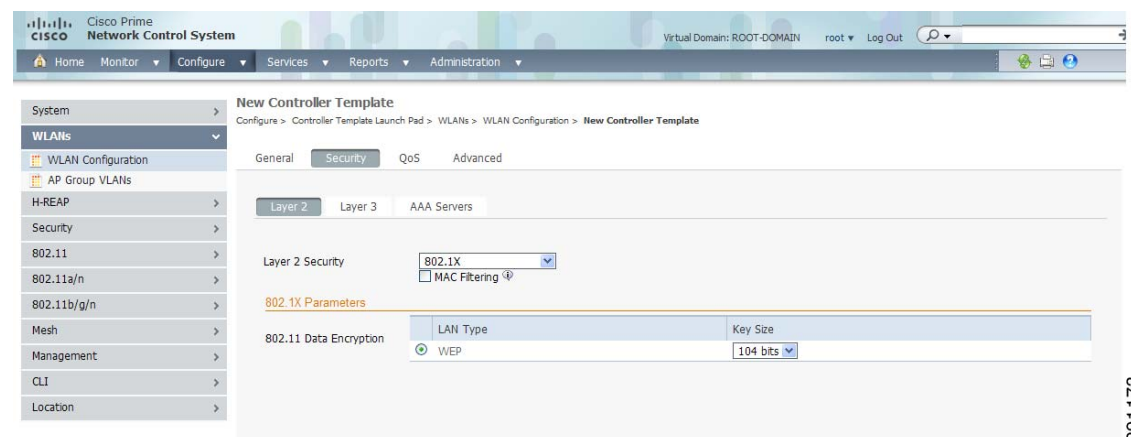 Cisco Prime
CISCO Network Control System
Virtual Domain: ROOT-DOMAIN root Log Out
Home Monitor Configure Services Reports Administration
System
WLANs
WLAN Configuration
AP Group VLANs
H-REAP
Security
802.11
802.11a/n
802.11b/g/n
Mesh
Management
CLI
Location
New Controller Template
Configure > Controller Template Launch Pad > WLANs > WLAN Configuration > New Controller Template
General Security QoS Advanced
Layer 2 Layer 3 AAA Servers
Layer 2 Security 802.1X
MAC Filtering
802.1X Parameters
802.11 Data Encryption
LAN Type Key Size
WEP 104 bits